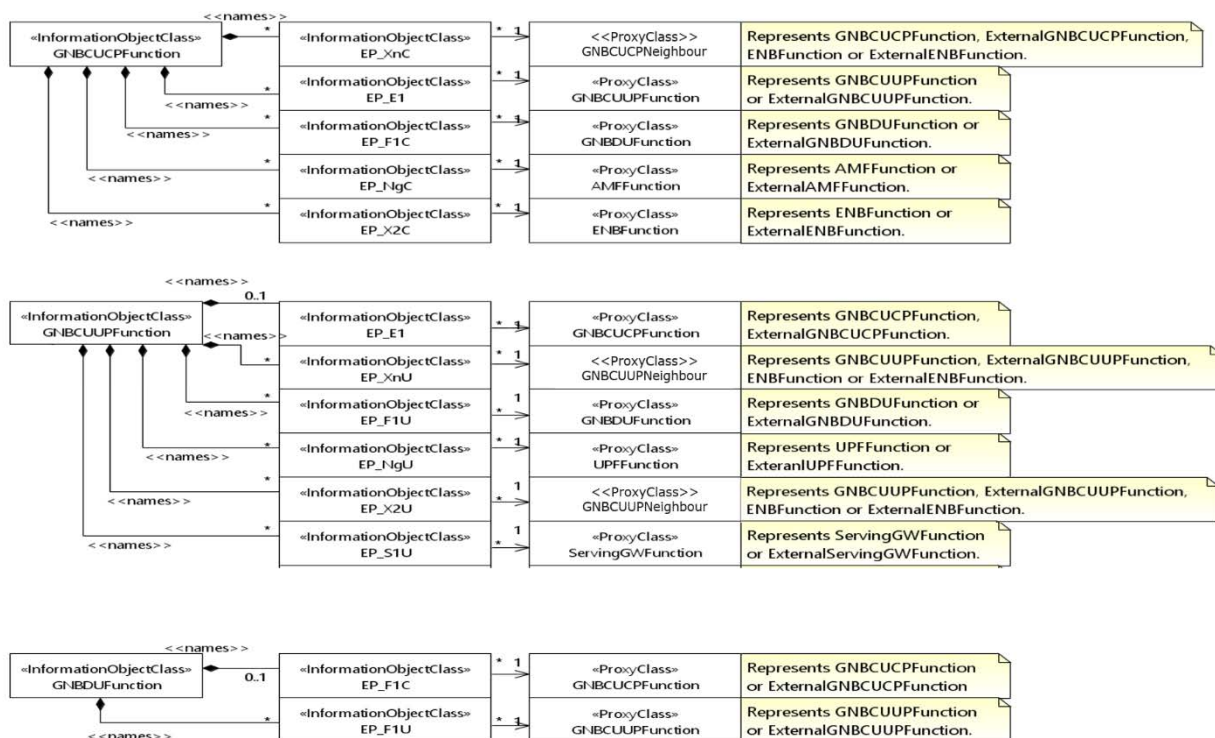 <<names>>
«InformationObjectClass»
GNBCUCPFunction
*
«InformationObjectClass»
EP_XnC
* 1
<<ProxyClass>>
GNBCUCPNeighbour
Represents GNBCUCPFunction, ExternalGNBCUCPFunction,
ENBFunction or ExternalENBFunction.
<<names>>
*
«InformationObjectClass»
EP_E1
* 1
«ProxyClass»
GNBCUUPFunction
Represents GNBCUUPFunction
or ExternalGNBCUUPFunction.
<<names>>
*
«InformationObjectClass»
EP_F1C
* 1
«ProxyClass»
GNBDUFunction
Represents GNBDUFunction or
ExternalGNBDUFunction.
<<names>>
*
«InformationObjectClass»
EP_NgC
* 1
«ProxyClass»
AMFFunction
Represents AMFFunction or
ExternalAMFFunction.
<<names>>
*
«InformationObjectClass»
EP_X2C
* 1
«ProxyClass»
ENBFunction
Represents ENBFunction or
ExternalENBFunction.
<<names>>
0..1
«InformationObjectClass»
GNBCUUPFunction
«InformationObjectClass»
EP_E1
* 1
«ProxyClass»
GNBCUCPFunction
Represents GNBCUCPFunction,
ExternalGNBCUCPFunction.
<<names>>
*
«InformationObjectClass»
EP_XnU
* 1
<<ProxyClass>>
GNBCUUPNeighbour
Represents GNBCUUPFunction, ExternalGNBCUUPFunction,
ENBFunction or ExternalENBFunction.
<<names>>
*
«InformationObjectClass»
EP_F1U
* 1
«ProxyClass»
GNBDUFunction
Represents GNBDUFunction or
ExternalGNBDUFunction.
<<names>>
*
«InformationObjectClass»
EP_NgU
* 1
«ProxyClass»
UPFFunction
Represents UPFFunction or
ExteranlUPFFunction.
<<names>>
*
«InformationObjectClass»
EP_X2U
* 1
<<ProxyClass>>
GNBCUUPNeighbour
Represents GNBCUUPFunction, ExternalGNBCUUPFunction,
ENBFunction or ExternalENBFunction.
<<names>>
*
«InformationObjectClass»
EP_S1U
* 1
«ProxyClass»
ServingGWFunction
Represents ServingGWFunction
or ExternalServingGWFunction.
<<names>>
0..1
«InformationObjectClass»
GNBDUFunction
«InformationObjectClass»
EP_F1C
* 1
«ProxyClass»
GNBCUCPFunction
Represents GNBCUCPFunction
or ExternalGNBCUCPFunction
<<names>>
*
«InformationObjectClass»
EP_F1U
* 1
«ProxyClass»
GNBCUUPFunction
Represents GNBCUUPFunction
or ExternalGNBCUUPFunction.